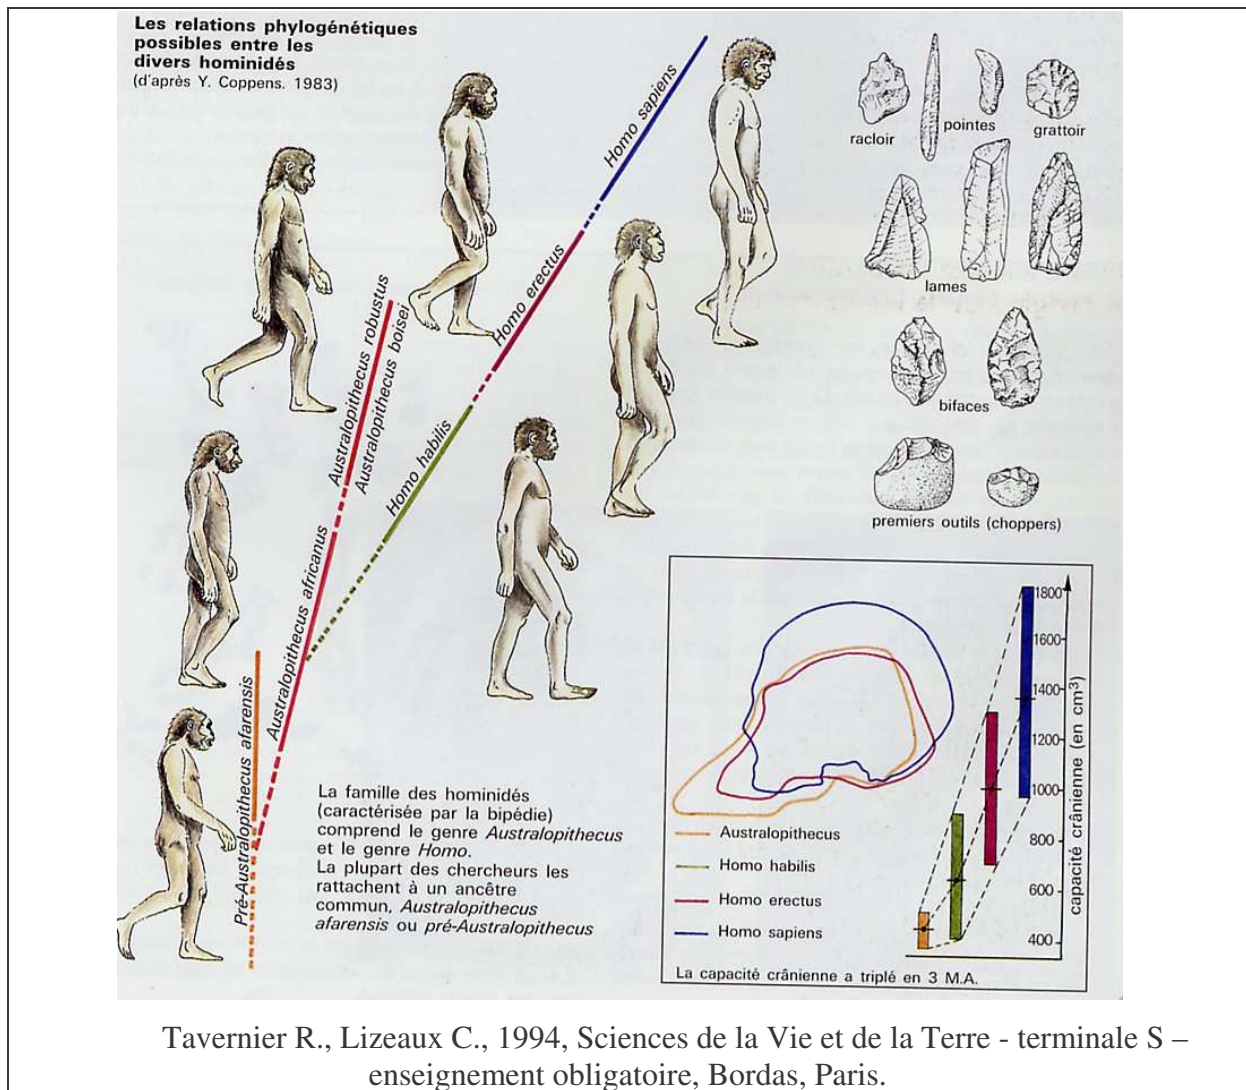 Les relations phylogénétiques
possibles entre les
divers hominidés
(d'après Y. Coppens. 1983)
Homo sapiens
Homo erectus
Australopithecus robustus
Australopithecus boisei
Homo habilis
Australopithecus africanus
Pré-Australopithecus afarensis
racloir
pointes
grattoir
lames
bifaces
premiers outils (choppers)
La famille des hominidés
(caractérisée par la bipédie)
comprend le genre Australopithecus
et le genre Homo.
La plupart des chercheurs les
rattachent à un ancêtre
commun, Australopithecus
afarensis ou pré-Australopithecus
Australopithecus
Homo habilis
Homo erectus
Homo sapiens
1800
1600
1400
1200
1000
800
600
400
capacité crânienne (en cm³)
La capacité crânienne a triplé en 3 M.A.
Tavernier R., Lizeaux C., 1994, Sciences de la Vie et de la Terre - terminale S –
enseignement obligatoire, Bordas, Paris.